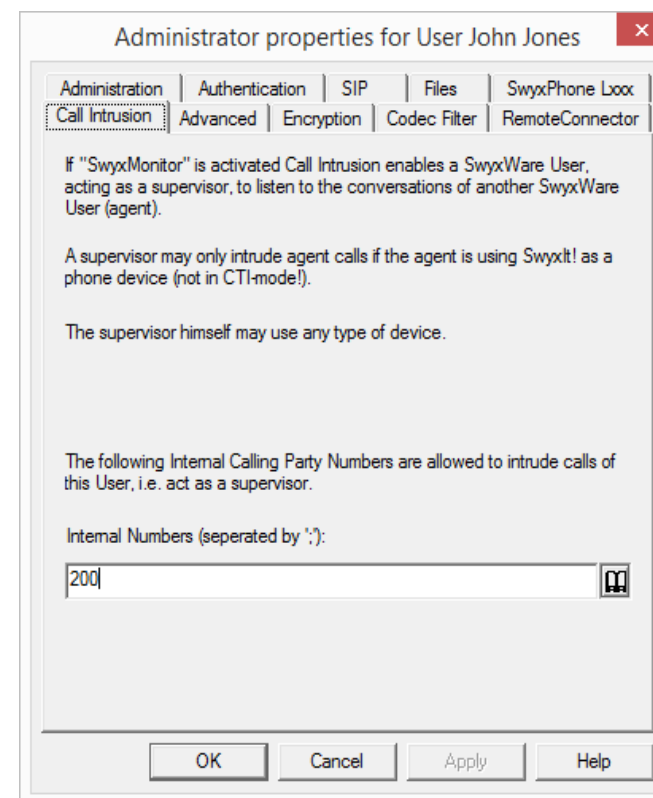 Administrator properties for User John Jones
Administration Authentication SIP Files SwyxPhone Lxxx
Call Intrusion Advanced Encryption Codec Filter RemoteConnector
If "SwyxMonitor" is activated Call Intrusion enables a SwyxWare User,
acting as a supervisor, to listen to the conversations of another SwyxWare
User (agent).
A supervisor may only intrude agent calls if the agent is using SwyxIt! as a
phone device (not in CTI-mode!).
The supervisor himself may use any type of device.
The following Internal Calling Party Numbers are allowed to intrude calls of
this User, i.e. act as a supervisor.
Internal Numbers (seperated by ';'):
200
OK Cancel Apply Help